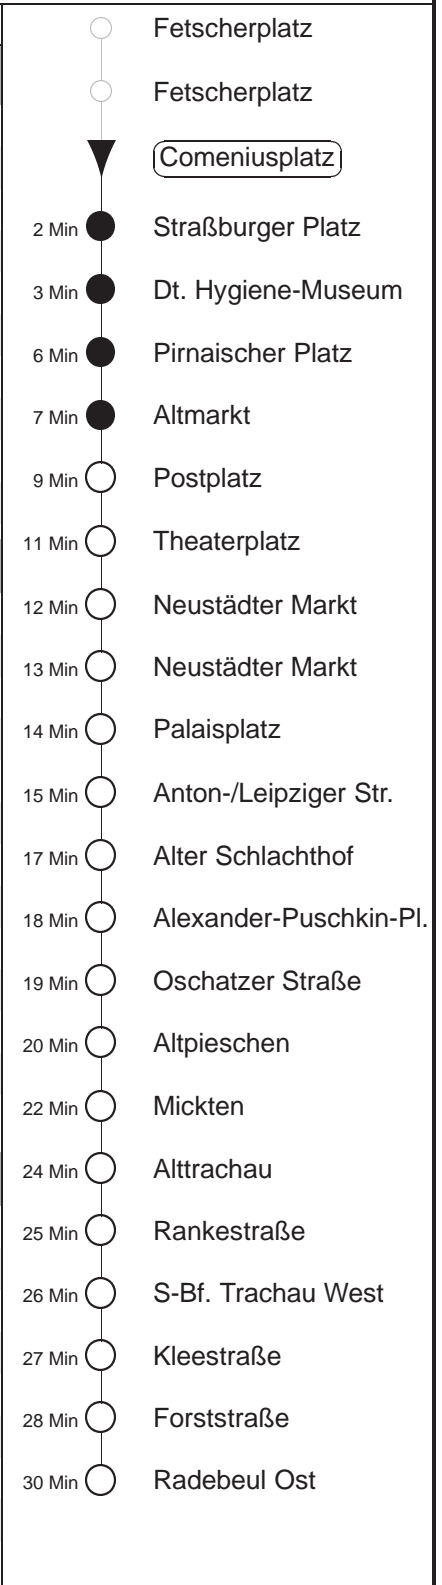 Fetscherplatz
Fetscherplatz
Comeniusplatz
2 Min Straßburger Platz
3 Min Dt. Hygiene-Museum
6 Min Pirnaischer Platz
7 Min Altmarkt
9 Min Postplatz
11 Min Theaterplatz
12 Min Neustädter Markt
13 Min Neustädter Markt
14 Min Palaisplatz
15 Min Anton-/Leipziger Str.
17 Min Alter Schlachthof
18 Min Alexander-Puschkin-Pl.
19 Min Oschatzer Straße
20 Min Altpieschen
22 Min Mickten
24 Min Alttrachau
25 Min Rankestraße
26 Min S-Bf. Trachau West
27 Min Kleestraße
28 Min Forststraße
30 Min Radebeul Ost